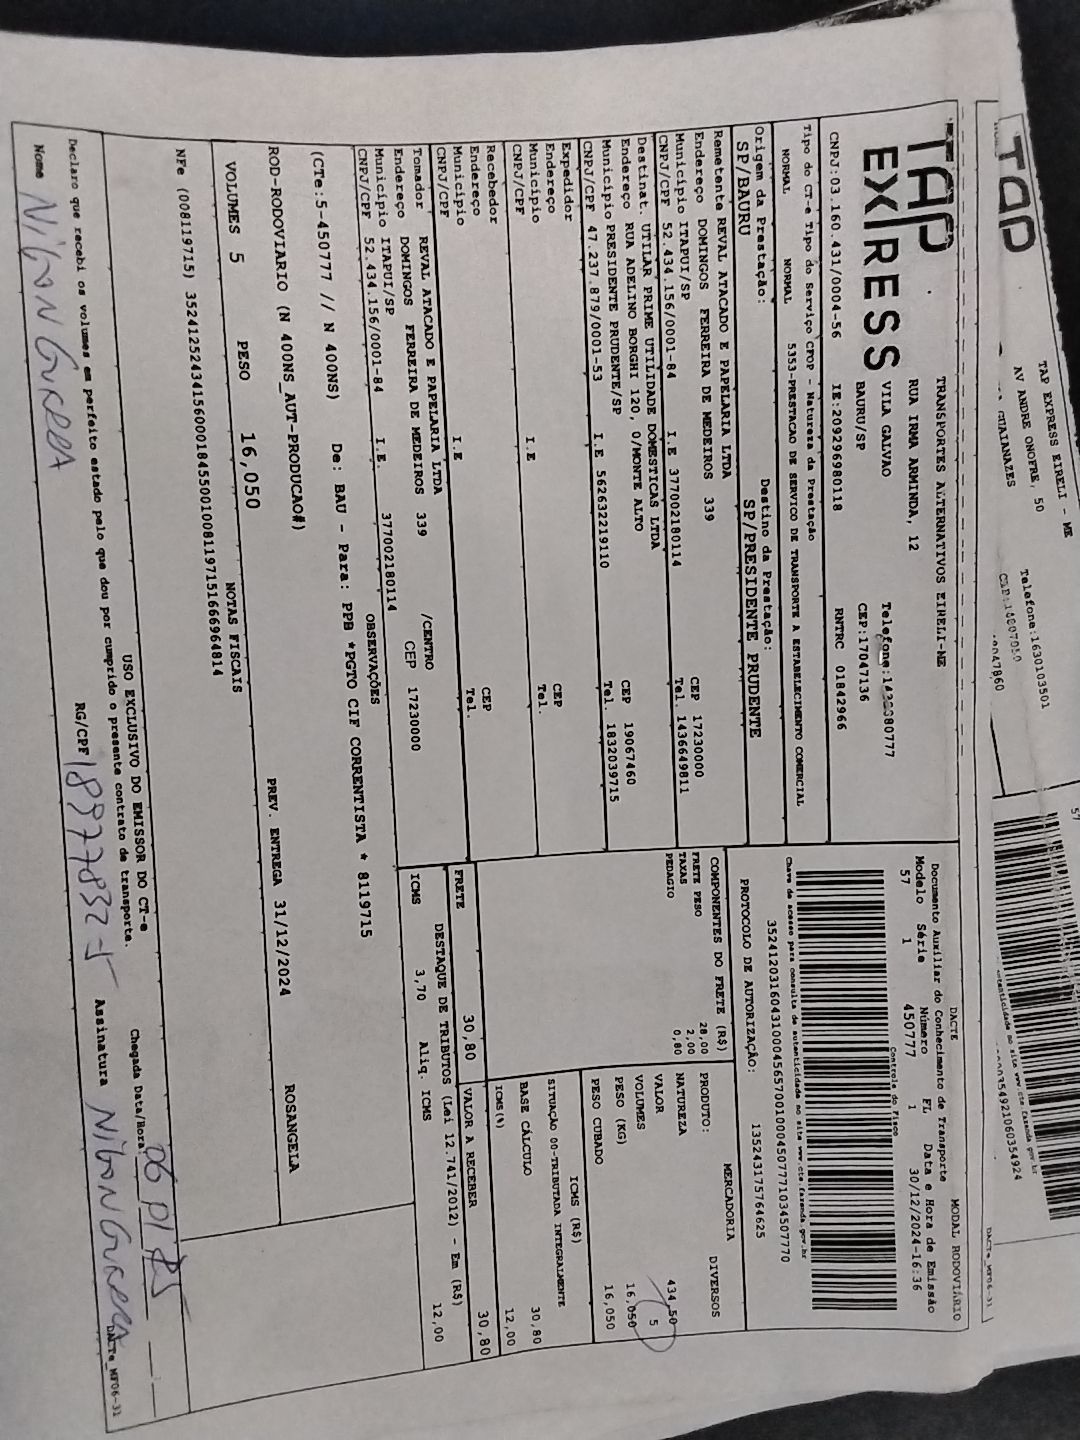 TAP
TAP EXPRESS EIRELI - ME
AV ANDRE ONOFRE, 50
GUAIANAZES
Telefone:1630103501
TAP
EXPRESS
TRANSPORTES ALTERNATIVOS EIRELI-ME
RUA IRMA ARMINDA, 12
VILA GALVAO
BAURU/SP
CEP:17047136
CNPJ:03.160.431/0004-56 IE:209296980118 RNTRC 01842966
Tipo do CT-e Tipo do Serviço CFOP - Natureza da Prestação
NORMAL NORMAL 5353-PRESTACAO DE SERVICO DE TRANSPORTE A ESTABELECIMENTO COMERCIAL
Origem da Prestação: Destino da Prestação:
SP/BAURU SP/PRESIDENTE PRUDENTE
Remetente REVAL ATACADO E PAPELARIA LTDA
Endereço DOMINGOS FERREIRA DE MEDEIROS 339 CEP 17230000
Município ITAPUI/SP Tel. 1436649811
CNPJ/CPF 52.434.156/0001-84 I.E 377002180114
Destinat. UTILAR PRIME UTILIDADE DOMESTICAS LTDA
Endereço RUA ADELINO BORGHI 120, 0/MONTE ALTO CEP 19067460
Município PRESIDENTE PRUDENTE/SP Tel. 1832039715
CNPJ/CPF 47.237.879/0001-53 I.E 562632219110
Expedidor
Endereço CEP
Município Tel.
CNPJ/CPF I.E
Recebedor
Endereço CEP
Município Tel.
CNPJ/CPF I.E
Tomador REVAL ATACADO E PAPELARIA LTDA
Endereço DOMINGOS FERREIRA DE MEDEIROS 339 /CENTRO
Município ITAPUI/SP CEP 17230000
CNPJ/CPF 52.434.156/0001-84 I.E. 377002180114
OBSERVAÇÕES
(CTe:5-450777 // N 400NS) De: BAU - Para: PPB *PGTO CIF CORRENTISTA * 8119715
ROD-RODOVIARIO (N 400NS_AUT-PRODUCAO#)
PREV. ENTREGA 31/12/2024 ROSANGELA
VOLUMES 5 PESO 16,050
NOTAS FISCAIS
NFe (008119715) 35241252434156000184550010081197151666964814
DACTE MODAL RODOVIÁRIO
Documento Auxiliar do Conhecimento de Transporte
Modelo Série Número FL Data e Hora de Emissão
57 1 450777 1 30/12/2024-16:36
Controle do Fisco
Chave de acesso para consulta de autenticidade no site www.cte.fazenda.gov.br
35241203160431000456570010004507771034507770
PROTOCOLO DE AUTORIZAÇÃO: 135243175764625
COMPONENTES DO FRETE (R$)
FRETE PESO 28,00
TAXAS 2,00
PEDAGIO 0,80
MERCADORIA
PRODUTO: DIVERSOS
NATUREZA
VALOR 434,50
VOLUMES 5
PESO (KG) 16,050
PESO CUBADO 16,050
ICMS (R$)
SITUAÇÃO 00-TRIBUTADA INTEGRALMENTE
BASE CÁLCULO 30,80
ICMS(%) 12,00
FRETE 30,80 VALOR A RECEBER 30,80
DESTAQUE DE TRIBUTOS (Lei 12.741/2012) - Em (R$)
ICMS 3,70 Aliq. ICMS 12,00
USO EXCLUSIVO DO EMISSOR DO CT-e
Declaro que recebi os volumes em perfeito estado pelo que dou por cumprido o presente contrato de transporte.
Chegada Data/Hora: 06 01 25
Nome Nilson Guerra RG/CPF Assinatura Nilson Guerra
DACTe_MF06-31